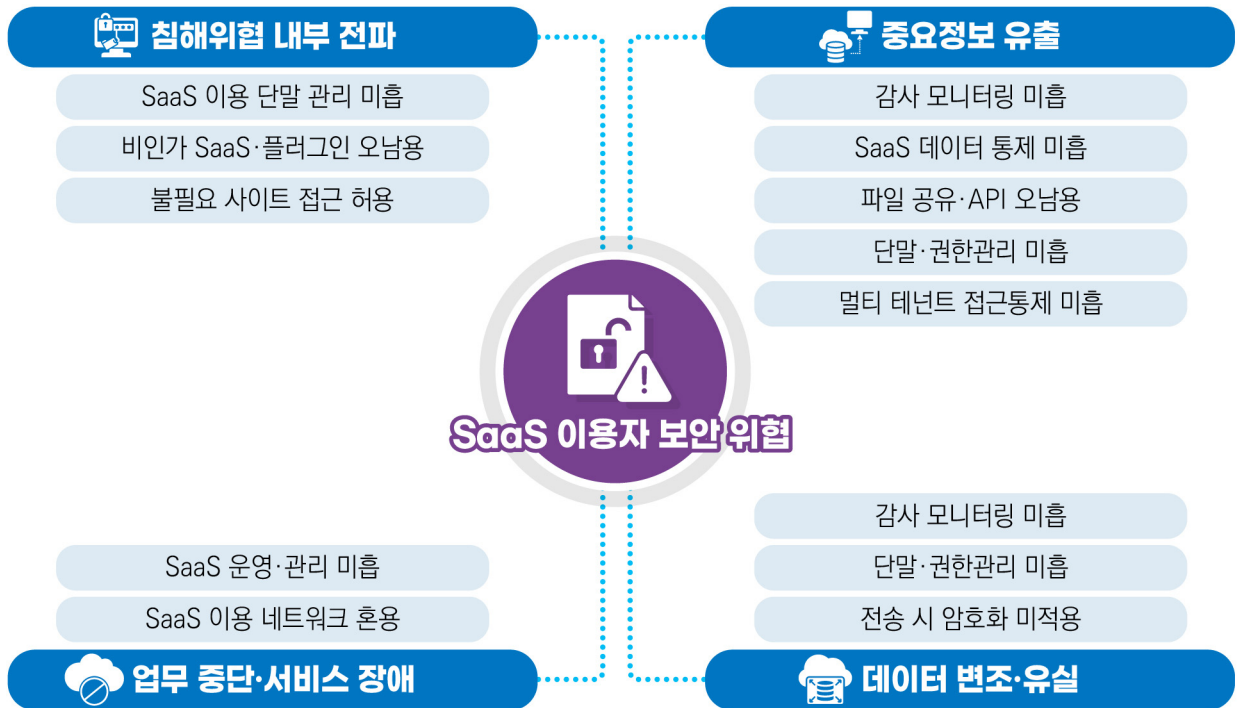 침해위협 내부 전파
SaaS 이용 단말 관리 미흡
비인가 SaaS·플러그인 오남용
불필요 사이트 접근 허용
중요정보 유출
감사 모니터링 미흡
SaaS 데이터 통제 미흡
파일 공유·API 오남용
단말·권한관리 미흡
멀티 테넌트 접근통제 미흡
SaaS 이용자 보안 위협
SaaS 운영·관리 미흡
SaaS 이용 네트워크 혼용
업무 중단·서비스 장애
감사 모니터링 미흡
단말·권한관리 미흡
전송 시 암호화 미적용
데이터 변조·유실